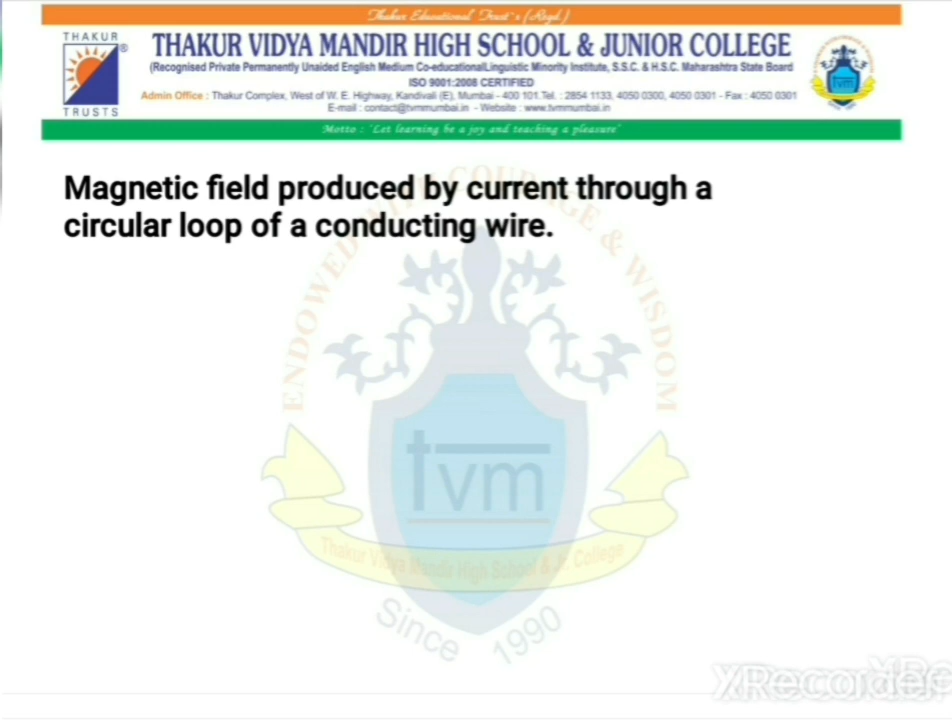 Thakur Educational Trust's (Regd.)
THAKUR
TRUSTS
THAKUR VIDYA MANDIR HIGH SCHOOL & JUNIOR COLLEGE
(Recognised Private Permanently Unaided English Medium Co-educationalLinguistic Minority Institute, S.S.C. & H.S.C. Maharashtra State Board
ISO 9001:2008 CERTIFIED
Admin Office : Thakur Complex, West of W. E. Highway, Kandivali (E), Mumbai - 400 101.Tel. : 2854 1133, 4050 0300, 4050 0301 - Fax : 4050 0301
E-mail : contact@tvmmumbai.in - Website : www.tvmmumbai.in
tvm
Motto : "Let learning be a joy and teaching a pleasure"
Magnetic field produced by current through a
circular loop of a conducting wire.
ENDOWED WITH COURAGE & WISDOM
tvm
Thakur Vidya Mandir High School & Jr. College
Since 1990
XRecorder